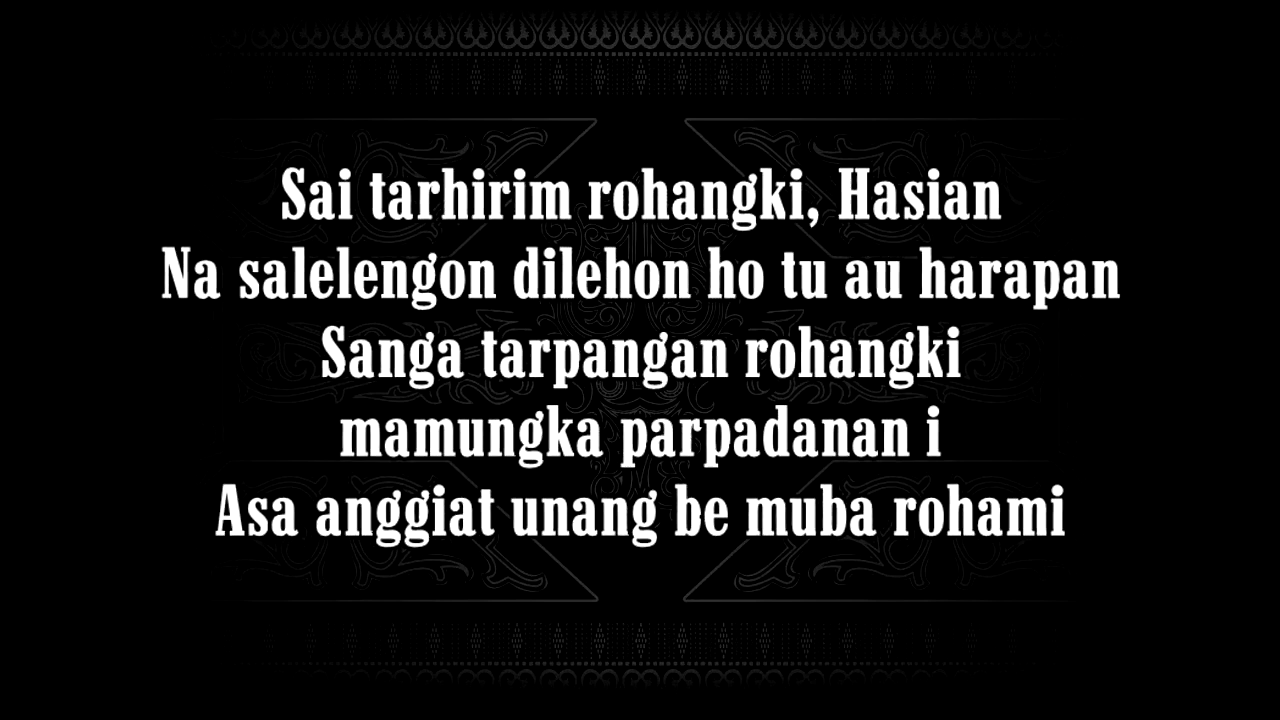 Sai tarhirim rohangki, Hasian
Na salelengon dilehon ho tu au harapan
Sanga tarpangan rohangki
mamungka parpadanan i
Asa anggiat unang be muba rohami